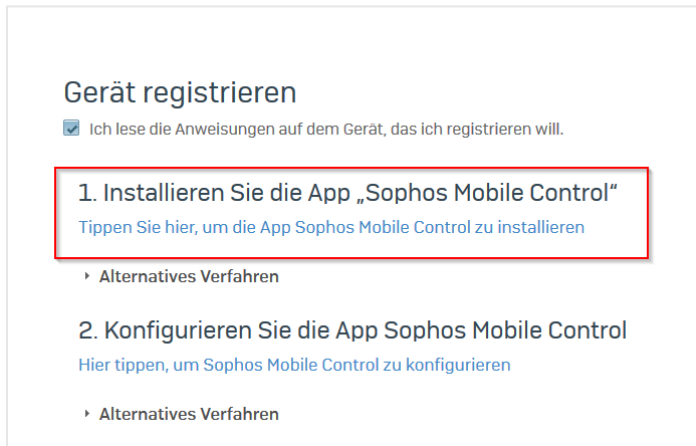 Gerät registrieren
Ich lese die Anweisungen auf dem Gerät, das ich registrieren will.
1. Installieren Sie die App „Sophos Mobile Control“
Tippen Sie hier, um die App Sophos Mobile Control zu installieren
Alternatives Verfahren
2. Konfigurieren Sie die App Sophos Mobile Control
Hier tippen, um Sophos Mobile Control zu konfigurieren
Alternatives Verfahren